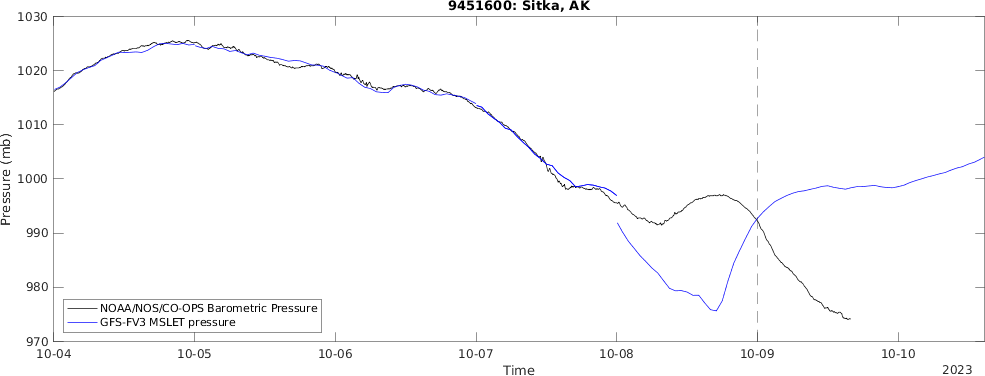 9451600: Sitka, AK
1030
1020
1010
1000
990
980
970
Pressure (mb)
NOAA/NOS/CO-OPS Barometric Pressure
GFS-FV3 MSLET pressure
10-04 10-05 10-06 10-07 10-08 10-09 10-10
Time
2023